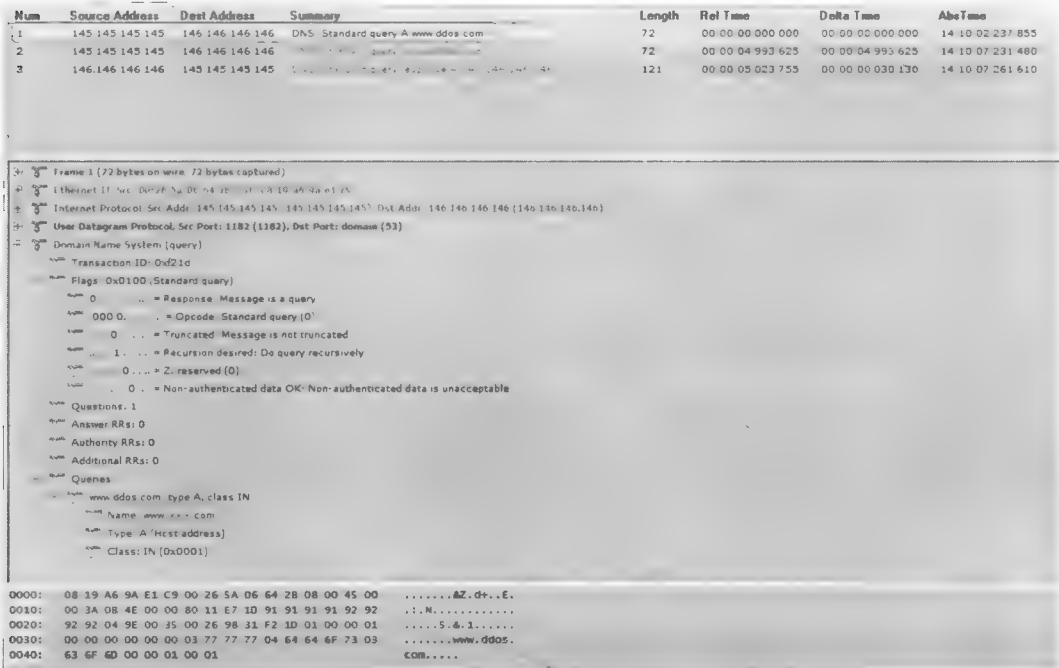 Num Source Address Dest Address Summary Length Rel Time Delta Time AbsTime
1 145 145 145 145 146 146 146 146 DNS Standard query A www ddos com 72 00 00 00 000 000 00 00 00 000 000 14 10 02 237 855
2 145 145 145 145 146 146 146 146 72 00 00 04 993 625 00 00 04 993 625 14 10 07 231 480
3 146.146 146 146 145 145 145 145 121 00 00 05 023 755 00 00 00 030 130 14 10 07 261 610
Frame 1 (72 bytes on wire 72 bytes captured)
Ethernet II Src
Internet Protocol Src Addr 145 145 145 145 Dst Addr 146 146 146 146 (146 146 146.146)
User Datagram Protocol, Src Port: 1182 (1182), Dst Port: domain (53)
Domain Name System (query)
Transaction ID: 0xf21d
Flags 0x0100 (Standard query)
0 .. = Response Message is a query
000 0. . = Opcode Standard query (0)
0 . .. = Truncated Message is not truncated
.. 1 . .. = Recursion desired: Do query recursively
0 . . . = Z. reserved (0)
. 0 . = Non-authenticated data OK: Non-authenticated data is unacceptable
Questions. 1
Answer RRs: 0
Authority RRs: 0
Additional RRs: 0
Queries
www ddos com type A, class IN
Name www com
Type A (Host address)
Class: IN (0x0001)
0000: 08 19 A6 9A E1 C9 00 26 5A 06 64 2B 08 00 45 00 .......&Z.d+..E.
0010: 00 3A 0B 4E 00 00 80 11 E7 1D 91 91 91 91 92 92 .:.N............
0020: 92 92 04 9E 00 35 00 26 98 31 F2 1D 01 00 00 01 .....5.&.1......
0030: 00 00 00 00 00 00 03 77 77 77 04 64 64 6F 73 03 .......www.ddos.
0040: 63 6F 6D 00 00 01 00 01 com.....